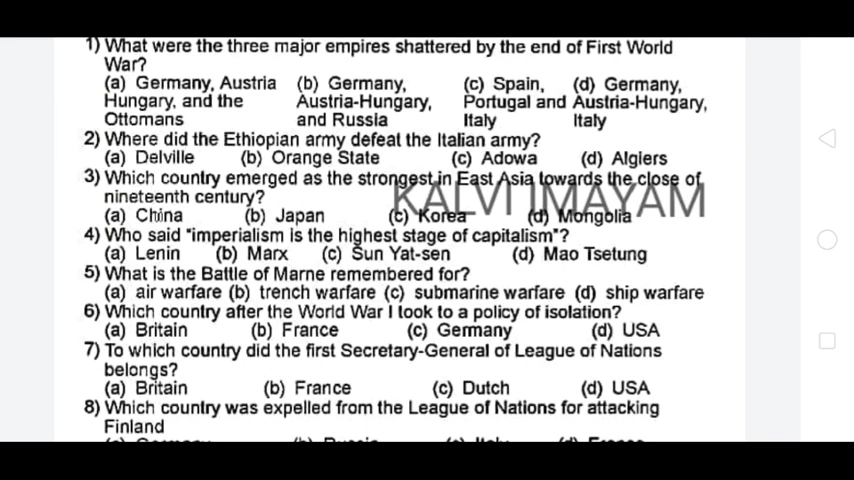 1) What were the three major empires shattered by the end of First World
War?
(a) Germany, Austria (b) Germany, (c) Spain, (d) Germany,
Hungary, and the Austria-Hungary, Portugal and Austria-Hungary,
Ottomans and Russia Italy Italy
2) Where did the Ethiopian army defeat the Italian army?
(a) Delville (b) Orange State (c) Adowa (d) Algiers
3) Which country emerged as the strongest in East Asia towards the close of
nineteenth century?
KALVI IMAYAM
(a) China (b) Japan (c) Korea (d) Mongolia
4) Who said "imperialism is the highest stage of capitalism"?
(a) Lenin (b) Marx (c) Sun Yat-sen (d) Mao Tsetung
5) What is the Battle of Marne remembered for?
(a) air warfare (b) trench warfare (c) submarine warfare (d) ship warfare
6) Which country after the World War I took to a policy of isolation?
(a) Britain (b) France (c) Germany (d) USA
7) To which country did the first Secretary-General of League of Nations
belongs?
(a) Britain (b) France (c) Dutch (d) USA
8) Which country was expelled from the League of Nations for attacking
Finland
(a) Germany (b) Russia (c) Italy (d) France